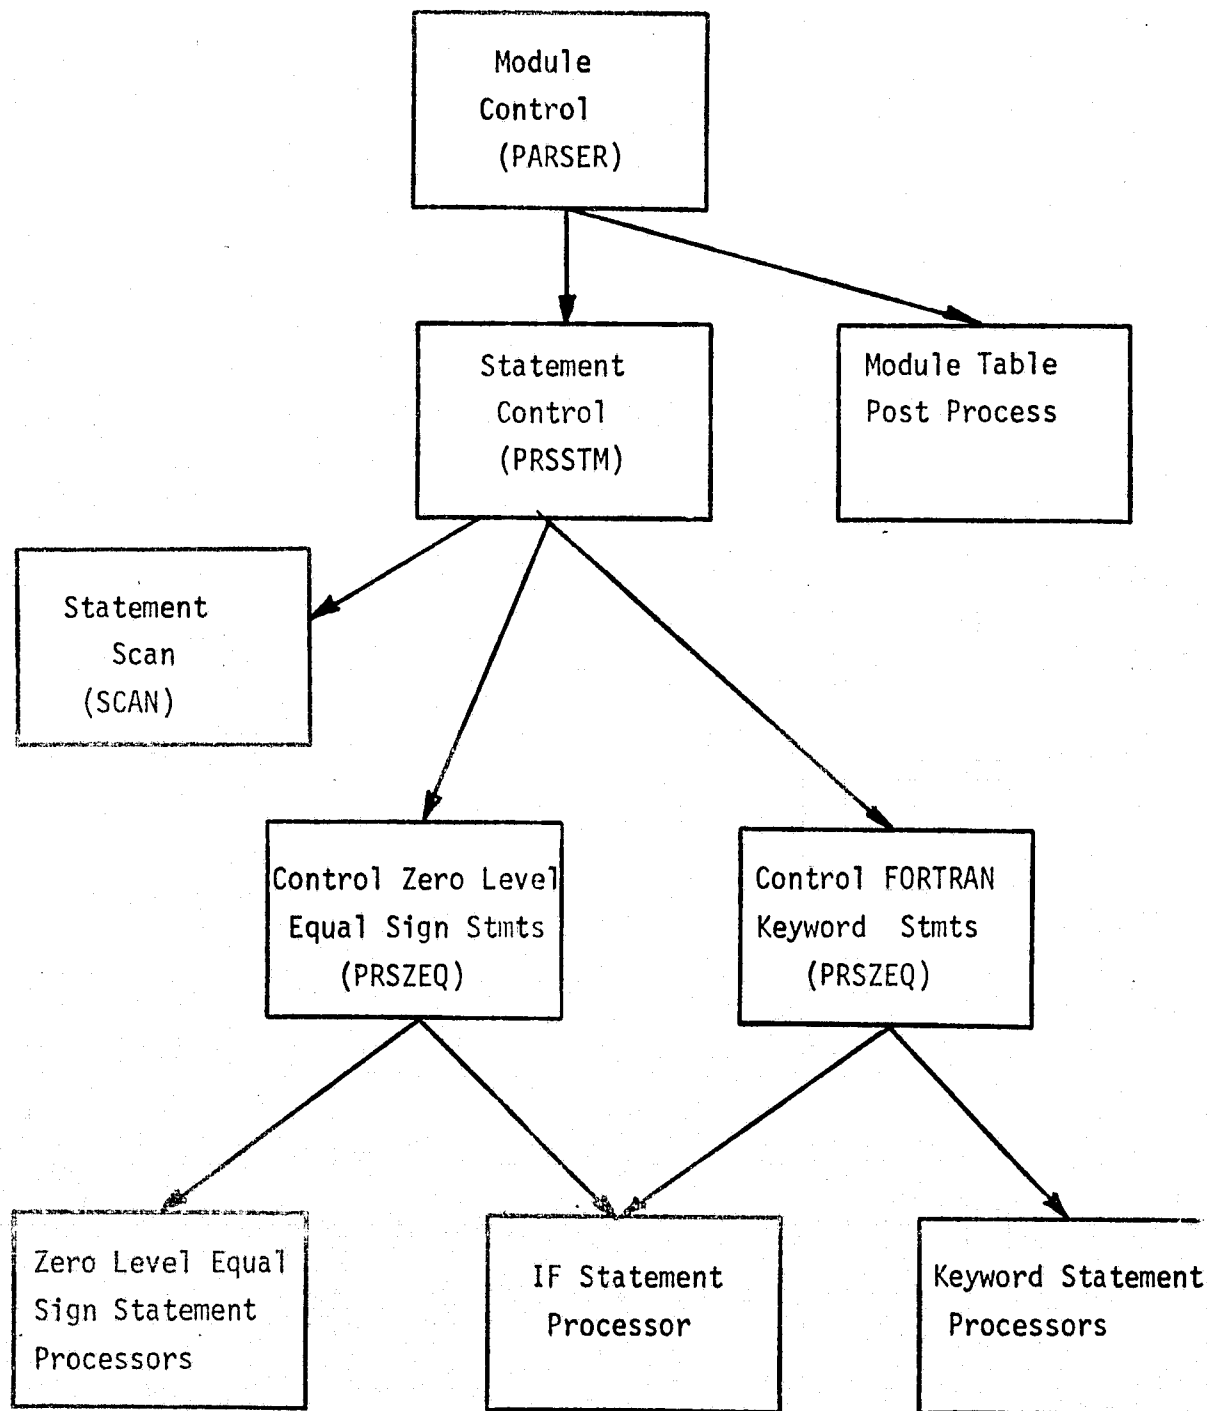 Module
Control
(PARSER)
Statement
Control
(PRSSTM)
Module Table
Post Process
Statement
Scan
(SCAN)
Control Zero Level
Equal Sign Stmts
(PRSZEQ)
Control FORTRAN
Keyword Stmts
(PRSZEQ)
Zero Level Equal
Sign Statement
Processors
IF Statement
Processor
Keyword Statement
Processors